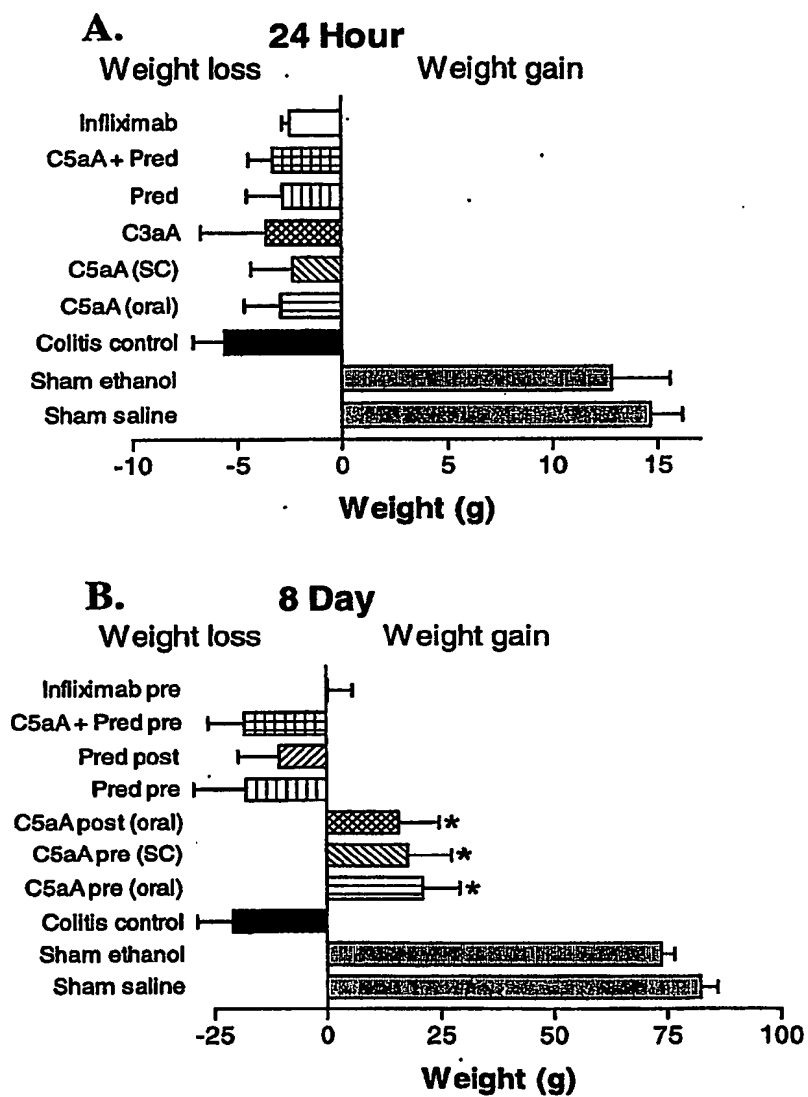 A.
24 Hour
Weight loss Weight gain
Infliximab
C5aA + Pred
Pred
C3aA
C5aA (SC)
C5aA (oral)
Colitis control
Sham ethanol
Sham saline
-10 -5 0 5 10 15
Weight (g)
B.
8 Day
Weight loss Weight gain
Infliximab pre
C5aA + Pred pre
Pred post
Pred pre
C5aA post (oral) *
C5aA pre (SC) *
C5aA pre (oral) *
Colitis control
Sham ethanol
Sham saline
-25 0 25 50 75 100
Weight (g)